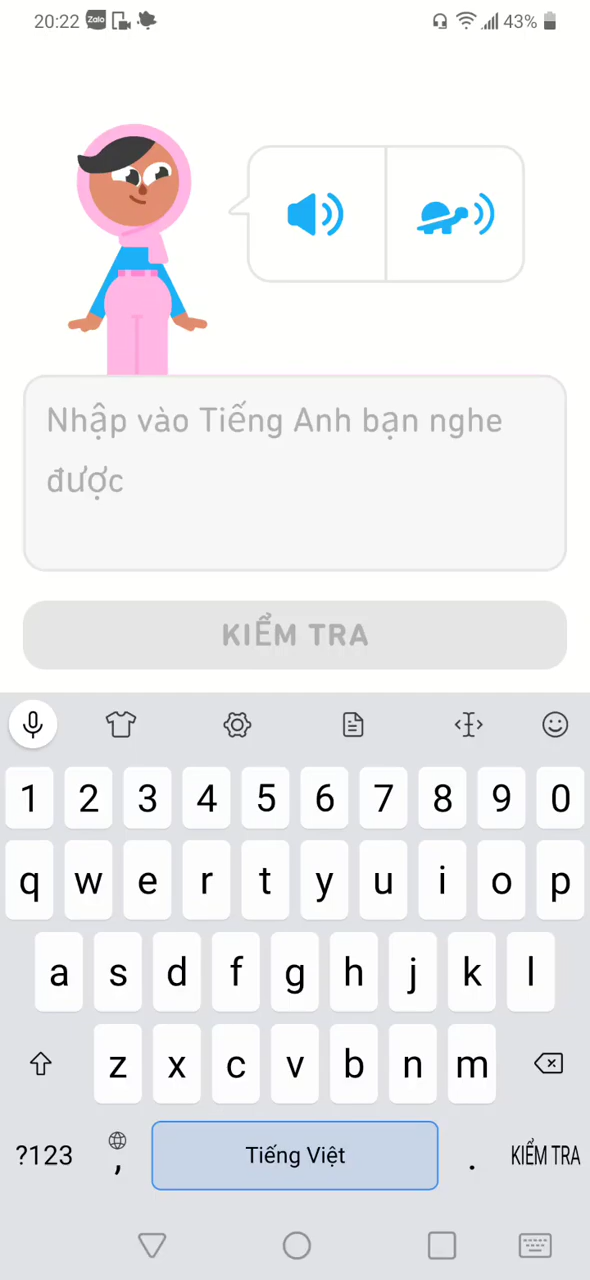 20:22 Zalo 43%
Nhập vào Tiếng Anh bạn nghe
được
KIỂM TRA
1 2 3 4 5 6 7 8 9 0
q w e r t y u i o p
a s d f g h j k l
z x c v b n m
?123 , Tiếng Việt . KIỂM TRA